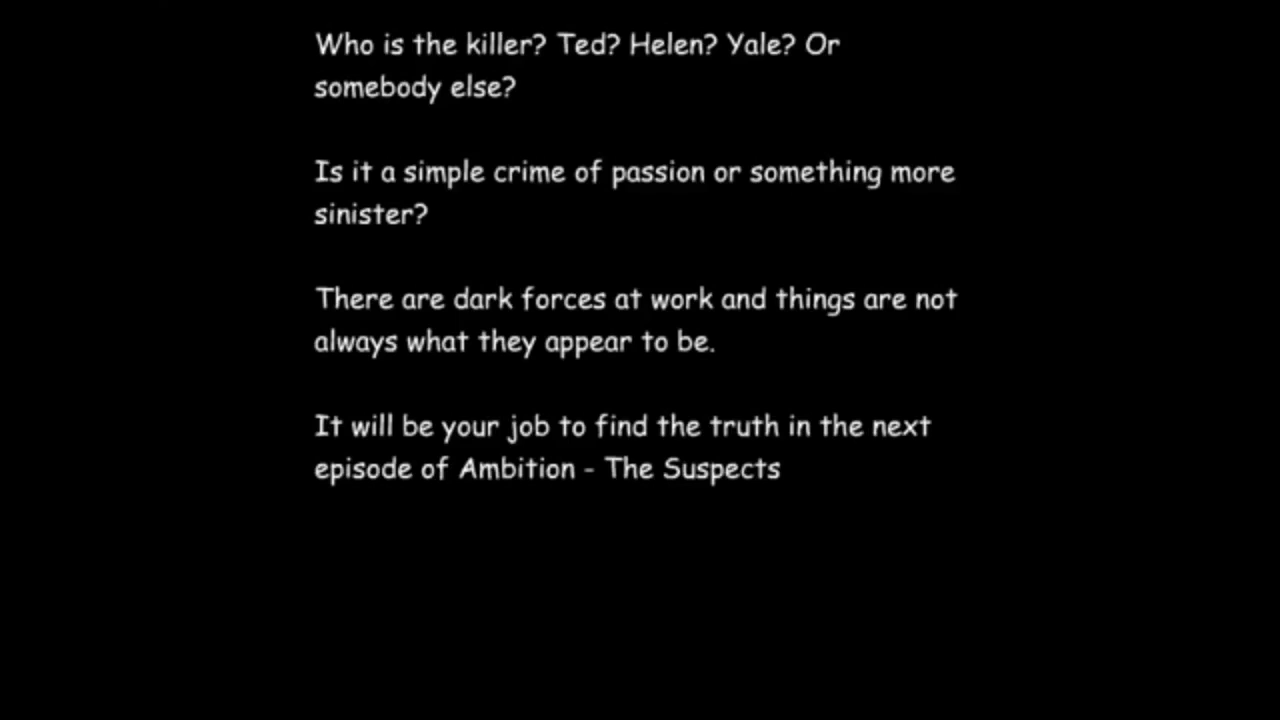 Who is the killer? Ted? Helen? Yale? Or
somebody else?
Is it a simple crime of passion or something more
sinister?
There are dark forces at work and things are not
always what they appear to be.
It will be your job to find the truth in the next
episode of Ambition - The Suspects